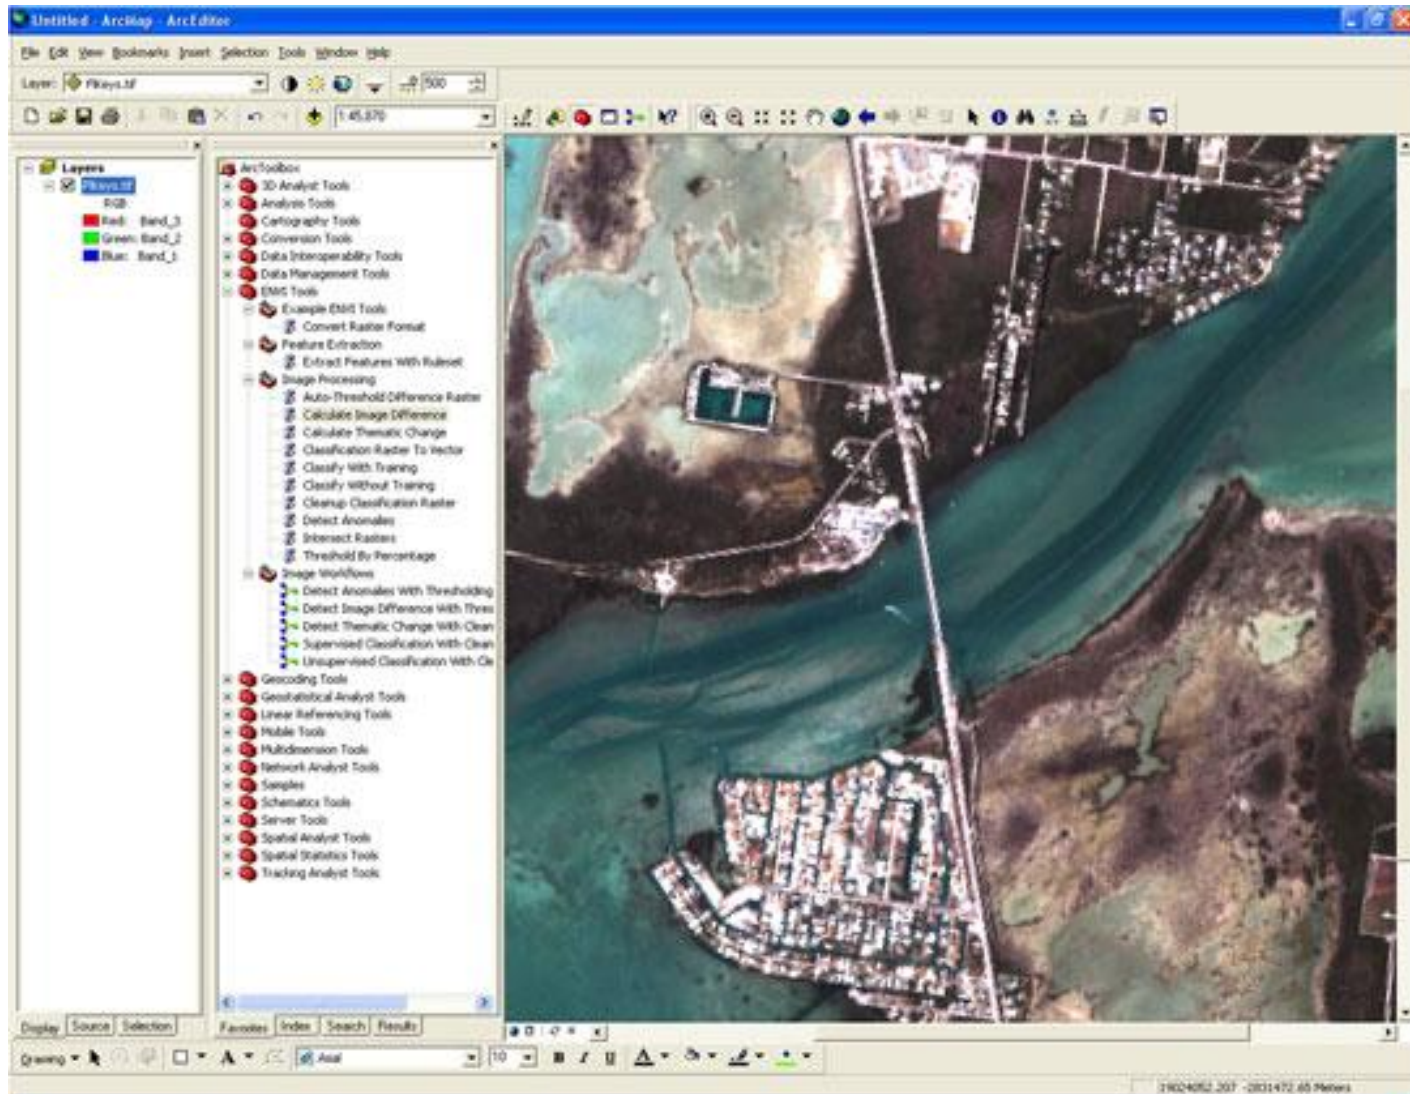 Untitled - ArcMap - ArcEditor
File Edit View Bookmarks Insert Selection Tools Window Help
Layer: FlKeys.tif 500
1:45,870
Layers
FlKeys.tif
RGB
Red: Band_3
Green: Band_2
Blue: Band_1
ArcToolbox
3D Analyst Tools
Analysis Tools
Cartography Tools
Conversion Tools
Data Interoperability Tools
Data Management Tools
ENVI Tools
Example ENVI Tools
Convert Raster Format
Feature Extraction
Extract Features With Ruleset
Image Processing
Auto-Threshold Difference Raster
Calculate Image Difference
Calculate Thematic Change
Classification Raster To Vector
Classify With Training
Classify Without Training
Cleanup Classification Raster
Detect Anomalies
Intersect Rasters
Threshold By Percentage
Image Workflows
Detect Anomalies With Thresholding
Detect Image Difference With Thres
Detect Thematic Change With Clean
Supervised Classification With Clean
Unsupervised Classification With Cle
Geocoding Tools
Geostatistical Analyst Tools
Linear Referencing Tools
Mobile Tools
Multidimension Tools
Network Analyst Tools
Samples
Schematics Tools
Server Tools
Spatial Analyst Tools
Spatial Statistics Tools
Tracking Analyst Tools
Display Source Selection
Favorites Index Search Results
Drawing A Arial 10 B I U A
19024052.207 -2831472.65 Meters